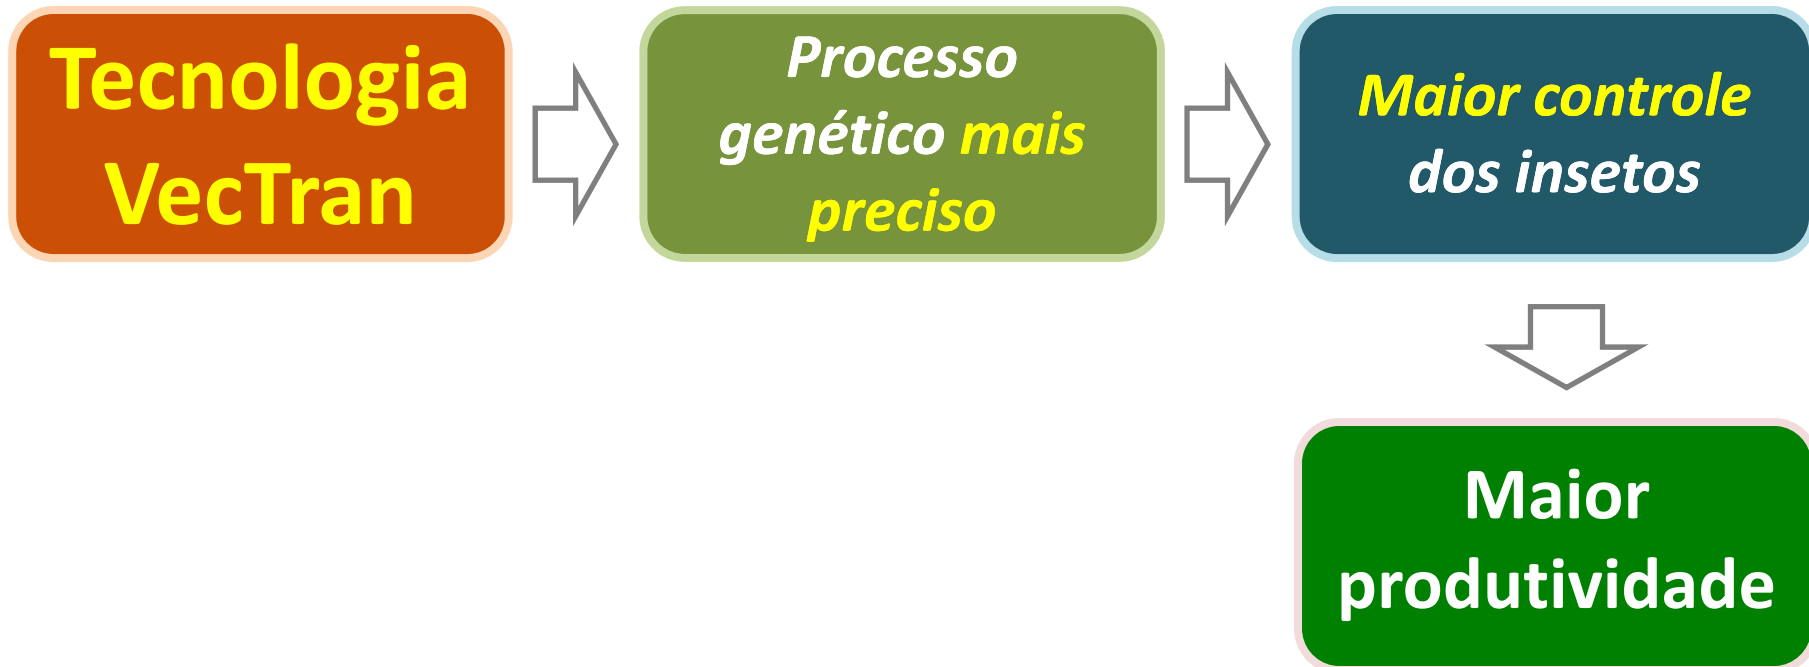 Tecnologia
VecTran
Processo
genético mais
preciso
Maior controle
dos insetos
Maior
produtividade